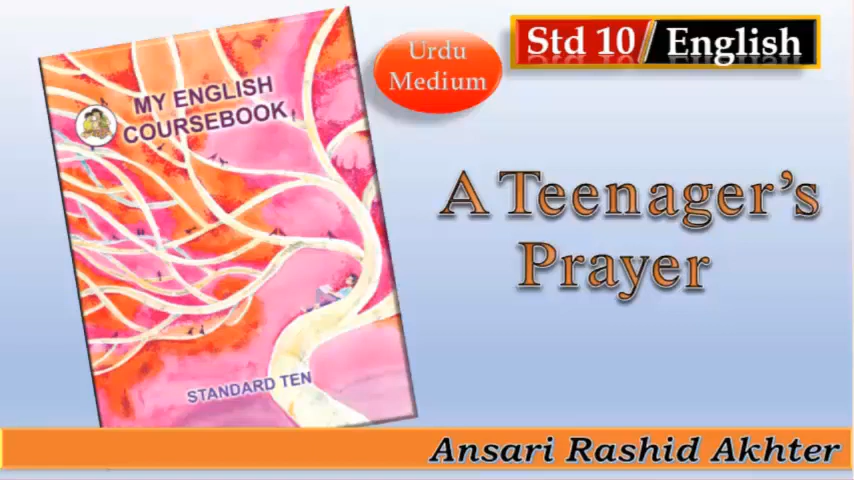 Urdu
Medium
Std 10 / English
MY ENGLISH
COURSEBOOK
A Teenager's
Prayer
STANDARD TEN
Ansari Rashid Akhter